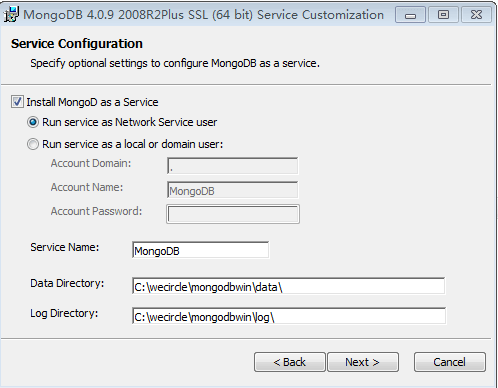 MongoDB 4.0.9 2008R2Plus SSL (64 bit) Service Customization
Service Configuration
Specify optional settings to configure MongoDB as a service.
Install MongoD as a Service
Run service as Network Service user
Run service as a local or domain user:
Account Domain: .
Account Name: MongoDB
Account Password:
Service Name: MongoDB
Data Directory: C:\wecircle\mongodbwin\data\
Log Directory: C:\wecircle\mongodbwin\log\
< Back Next > Cancel